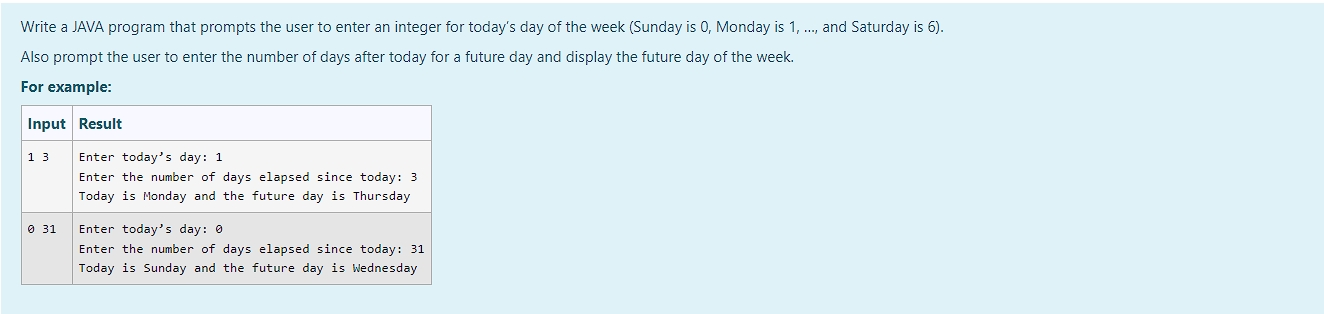 Write a JAVA program that prompts the user to enter an integer for today's day of the week (Sunday is 0, Monday is 1, ..., and Saturday is 6).
Also prompt the user to enter the number of days after today for a future day and display the future day of the week.
For example:
Input Result
1 3 Enter today’s day: 1
Enter the number of days elapsed since today: 3
Today is Monday and the future day is Thursday
0 31 Enter today’s day: 0
Enter the number of days elapsed since today: 31
Today is Sunday and the future day is Wednesday